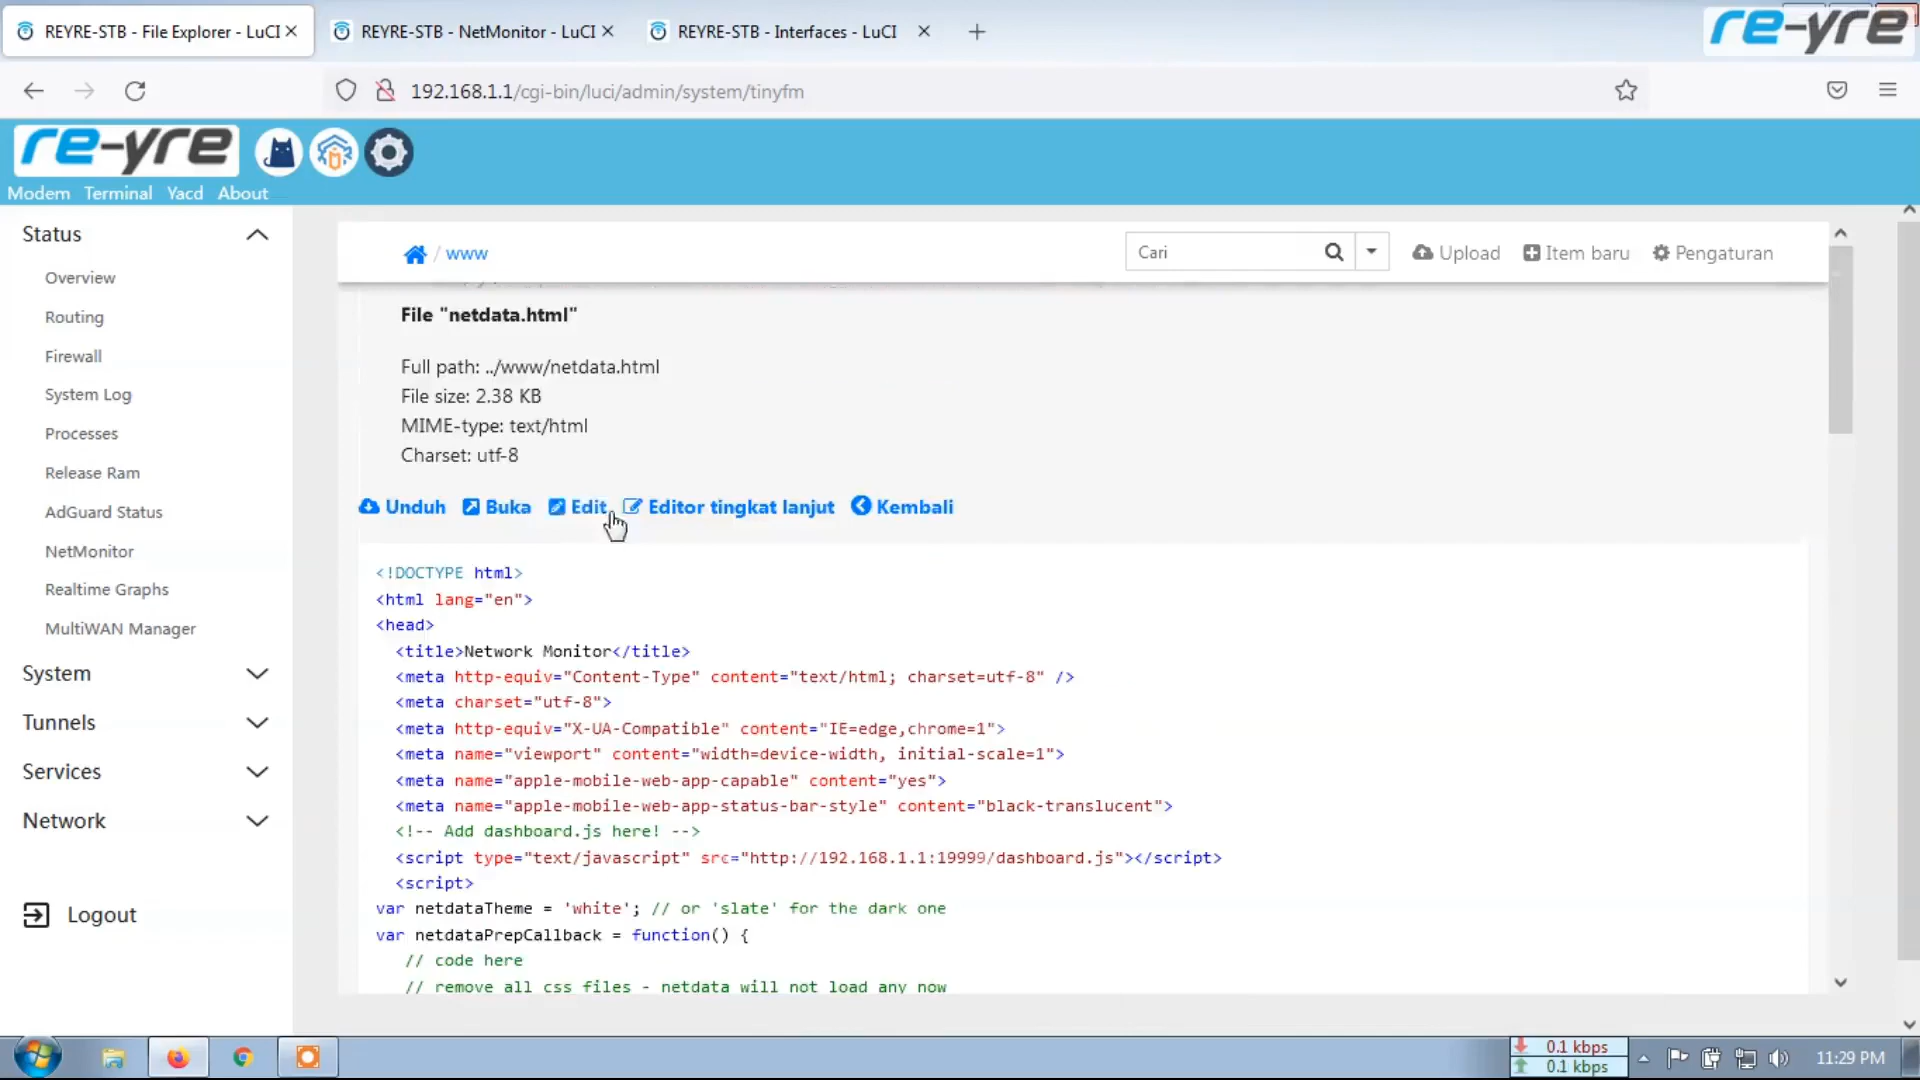 REYRE-STB - File Explorer - LuCI
REYRE-STB - NetMonitor - LuCI
REYRE-STB - Interfaces - LuCI
re-yre
192.168.1.1/cgi-bin/luci/admin/system/tinyfm
re-yre
Modem Terminal Yacd About
Status
Overview
Routing
Firewall
System Log
Processes
Release Ram
AdGuard Status
NetMonitor
Realtime Graphs
MultiWAN Manager
System
Tunnels
Services
Network
Logout
/ www
Cari
Upload
Item baru
Pengaturan
File "netdata.html"
Full path: ../www/netdata.html
File size: 2.38 KB
MIME-type: text/html
Charset: utf-8
Unduh Buka Edit Editor tingkat lanjut Kembali
<!DOCTYPE html>
<html lang="en">
<head>
<title>Network Monitor</title>
<meta http-equiv="Content-Type" content="text/html; charset=utf-8" />
<meta charset="utf-8">
<meta http-equiv="X-UA-Compatible" content="IE=edge,chrome=1">
<meta name="viewport" content="width=device-width, initial-scale=1">
<meta name="apple-mobile-web-app-capable" content="yes">
<meta name="apple-mobile-web-app-status-bar-style" content="black-translucent">
<!-- Add dashboard.js here! -->
<script type="text/javascript" src="http://192.168.1.1:19999/dashboard.js"></script>
<script>
var netdataTheme = 'white'; // or 'slate' for the dark one
var netdataPrepCallback = function() {
// code here
// remove all css files - netdata will not load any now
0.1 kbps
0.1 kbps
11:29 PM